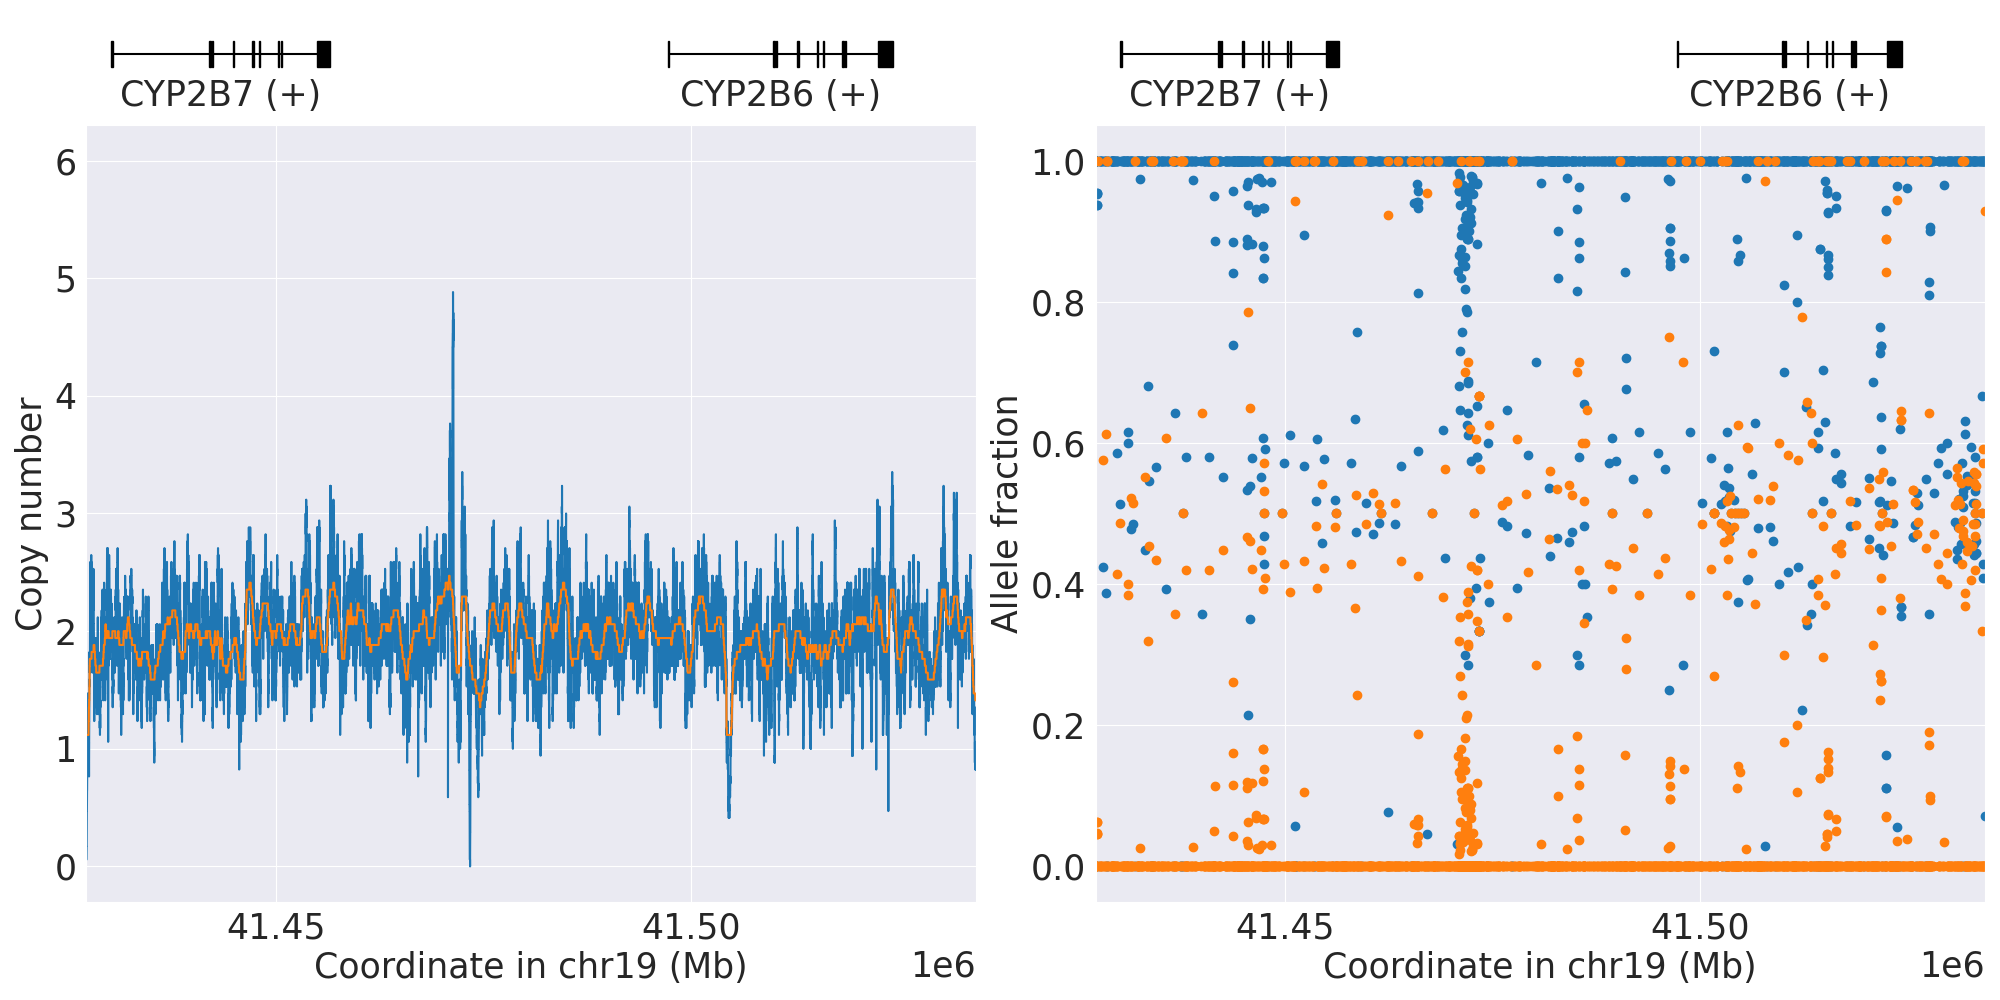 CYP2B7 (+)
CYP2B6 (+)
6
5
4
3
2
1
0
Copy number
41.45
41.50
Coordinate in chr19 (Mb)
1e6
CYP2B7 (+)
CYP2B6 (+)
1.0
0.8
0.6
0.4
0.2
0.0
Allele fraction
41.45
41.50
Coordinate in chr19 (Mb)
1e6